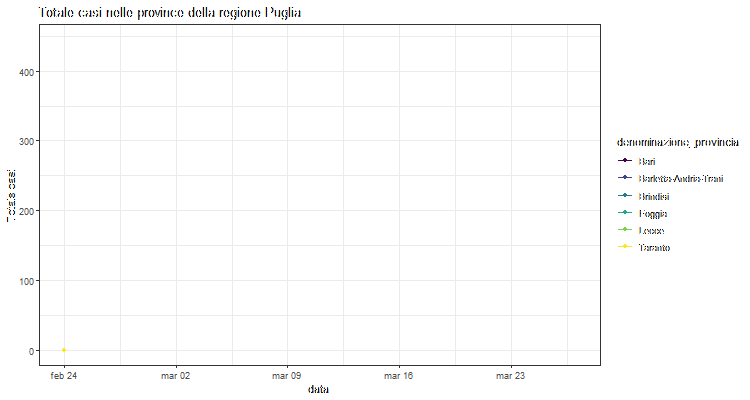 Totale casi nelle province della regione Puglia
400
300
200
100
0
Totale casi
feb 24
mar 02
mar 09
mar 16
mar 23
data
denominazione_provincia
Bari
Barletta-Andria-Trani
Brindisi
Foggia
Lecce
Taranto